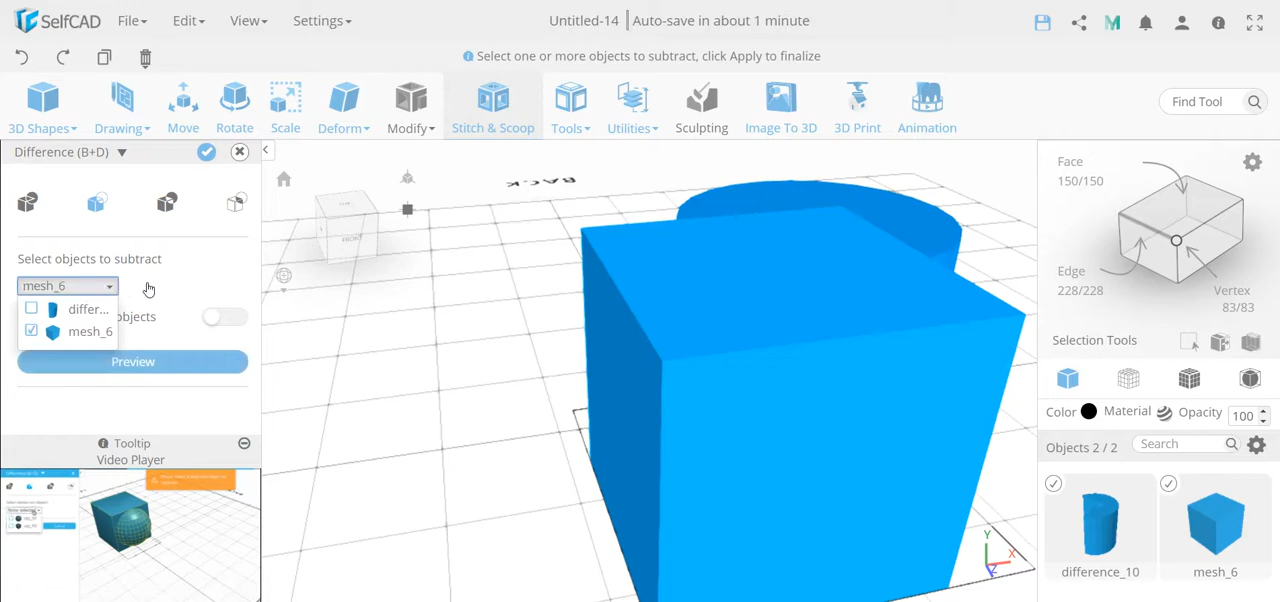 SelfCAD File Edit View Settings Untitled-14 | Auto-save in about 1 minute
Select one or more objects to subtract, click Apply to finalize
3D Shapes Drawing Move Rotate Scale Deform Modify Stitch & Scoop Tools Utilities Sculpting Image To 3D 3D Print Animation Find Tool
Difference (B+D)
Select objects to subtract
mesh_6
differ...
objects
mesh_6
Preview
Tooltip
Video Player
BACK
FRONT
Y
X
Z
Face
150/150
Edge
228/228
Vertex
83/83
Selection Tools
Color Material Opacity 100
Objects 2 / 2 Search
difference_10 mesh_6